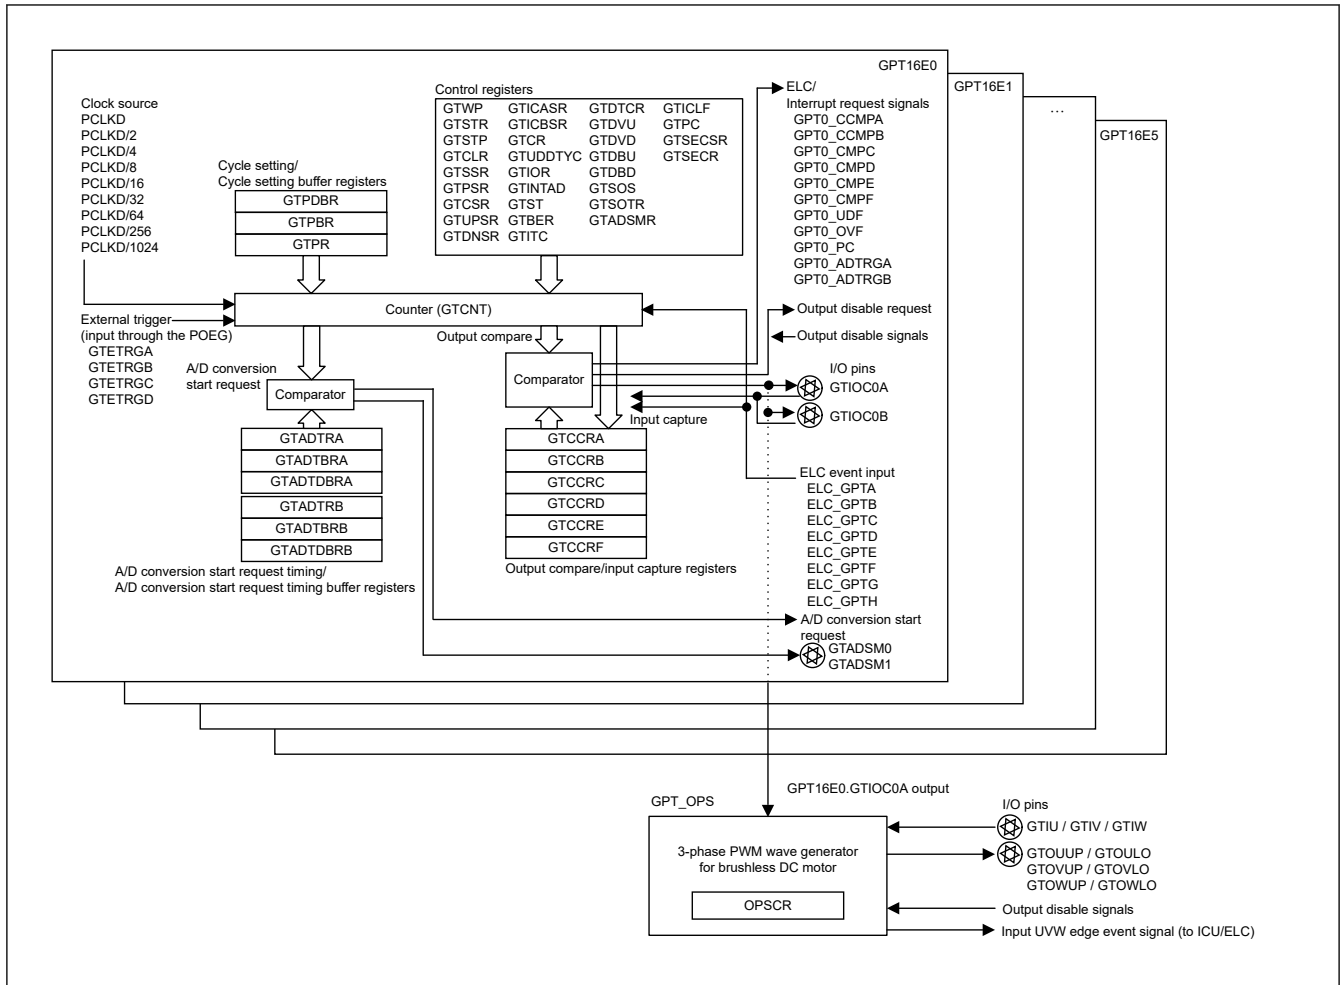 GPT16E0
GPT16E1
...
GPT16E5
Clock source
PCLKD
PCLKD/2
PCLKD/4
PCLKD/8
PCLKD/16
PCLKD/32
PCLKD/64
PCLKD/256
PCLKD/1024
Cycle setting/
Cycle setting buffer registers
GTPDBR
GTPBR
GTPR
Control registers
GTWP GTICASR GTDTCR GTICLF
GTSTR GTICBSR GTDVU GTPC
GTSTP GTCR GTDVD GTSECSR
GTCLR GTUDDTYC GTDBU GTSECR
GTSSR GTIOR GTDBD
GTPSR GTINTAD GTSOS
GTCSR GTST GTSOTR
GTUPSR GTBER GTADSMR
GTDNSR GTITC
ELC/
Interrupt request signals
GPT0_CCMPA
GPT0_CCMPB
GPT0_CMPC
GPT0_CMPD
GPT0_CMPE
GPT0_CMPF
GPT0_UDF
GPT0_OVF
GPT0_PC
GPT0_ADTRGA
GPT0_ADTRGB
Counter (GTCNT)
Output disable request
Output disable signals
External trigger
(input through the POEG)
GTETRGA
GTETRGB
GTETRGC
GTETRGD
A/D conversion
start request
Comparator
Output compare
Comparator
Input capture
I/O pins
GTIOC0A
GTIOC0B
GTADTRA
GTADTBRA
GTADTDBRA
GTADTRB
GTADTBRB
GTADTDBRB
A/D conversion start request timing/
A/D conversion start request timing buffer registers
GTCCRA
GTCCRB
GTCCRC
GTCCRD
GTCCRE
GTCCRF
Output compare/input capture registers
ELC event input
ELC_GPTA
ELC_GPTB
ELC_GPTC
ELC_GPTD
ELC_GPTE
ELC_GPTF
ELC_GPTG
ELC_GPTH
A/D conversion start
request
GTADSM0
GTADSM1
GPT16E0.GTIOC0A output
GPT_OPS
3-phase PWM wave generator
for brushless DC motor
OPSCR
I/O pins
GTIU / GTIV / GTIW
GTOUUP / GTOULO
GTOVUP / GTOVLO
GTOWUP / GTOWLO
Output disable signals
Input UVW edge event signal (to ICU/ELC)